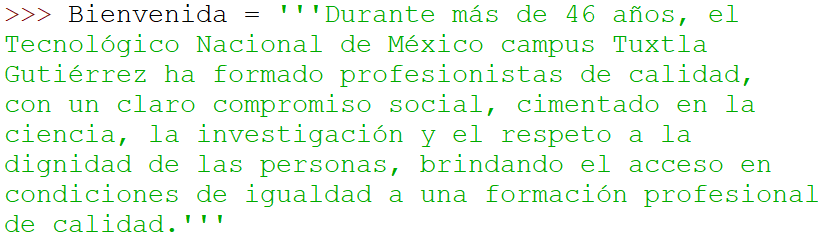 >>> Bienvenida = '''Durante más de 46 años, el
Tecnológico Nacional de México campus Tuxtla
Gutiérrez ha formado profesionistas de calidad,
con un claro compromiso social, cimentado en la
ciencia, la investigación y el respeto a la
dignidad de las personas, brindando el acceso en
condiciones de igualdad a una formación profesional
de calidad.'''